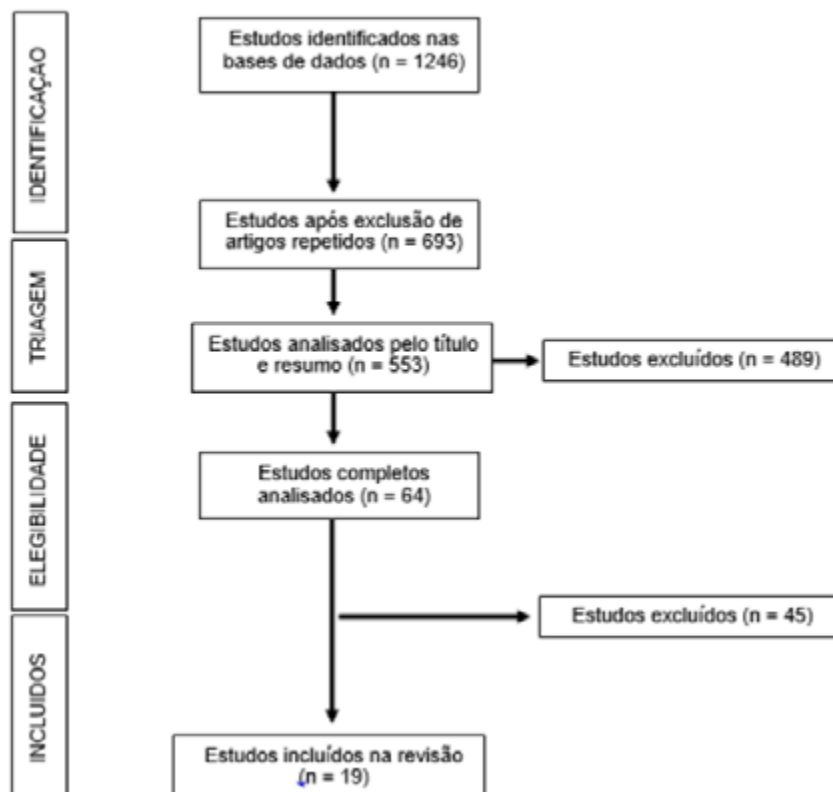 IDENTIFICAÇAO
Estudos identificados nas
bases de dados (n = 1246)
Estudos após exclusão de
artigos repetidos (n = 693)
TRIAGEM
Estudos analisados pelo título
e resumo (n = 553)
Estudos excluídos (n = 489)
ELEGIBILIDADE
Estudos completos
analisados (n = 64)
Estudos excluídos (n = 45)
INCLUIDOS
Estudos incluídos na revisão
(n = 19)